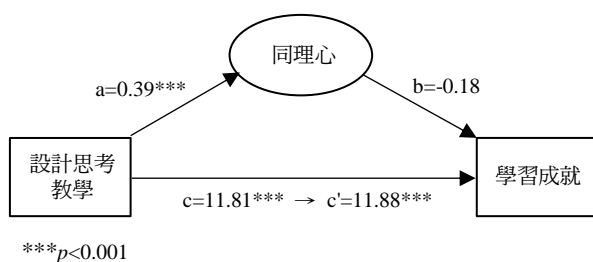 同理心
a=0.39***
b=-0.18
設計思考
教學
學習成就
c=11.81*** → c'=11.88***
***p<0.001